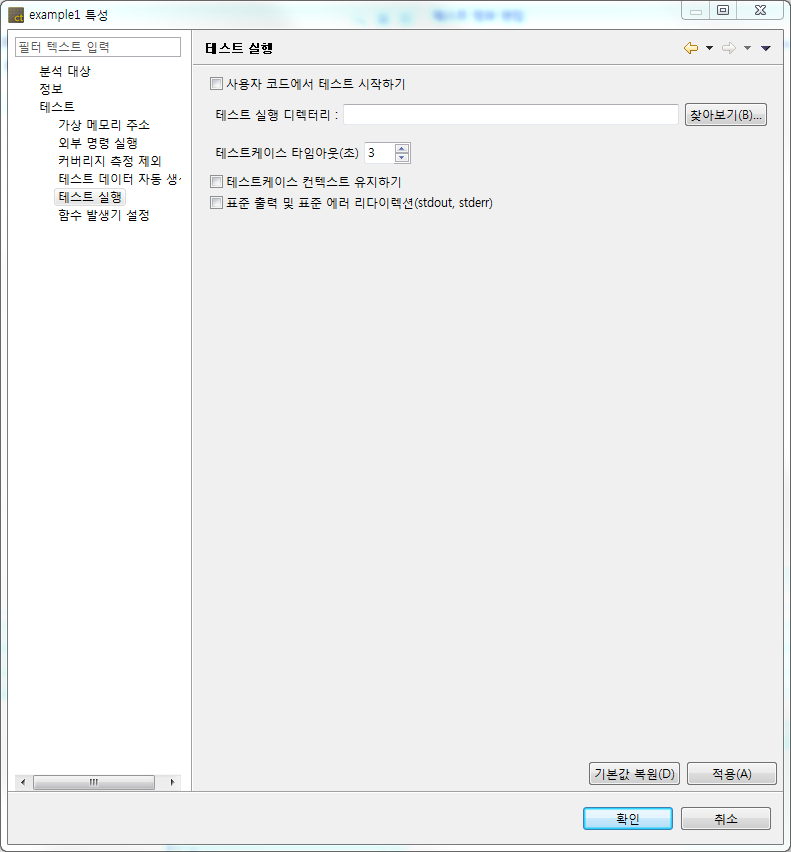 ct example1 특성
필터 텍스트 입력
분석 대상
정보
테스트
가상 메모리 주소
외부 명령 실행
커버리지 측정 제외
테스트 데이터 자동 생
테스트 실행
함수 발생기 설정
테스트 실행
사용자 코드에서 테스트 시작하기
테스트 실행 디렉터리 :
찾아보기(B)...
테스트케이스 타임아웃(초) 3
테스트케이스 컨텍스트 유지하기
표준 출력 및 표준 에러 리다이렉션(stdout, stderr)
기본값 복원(D)
적용(A)
확인
취소